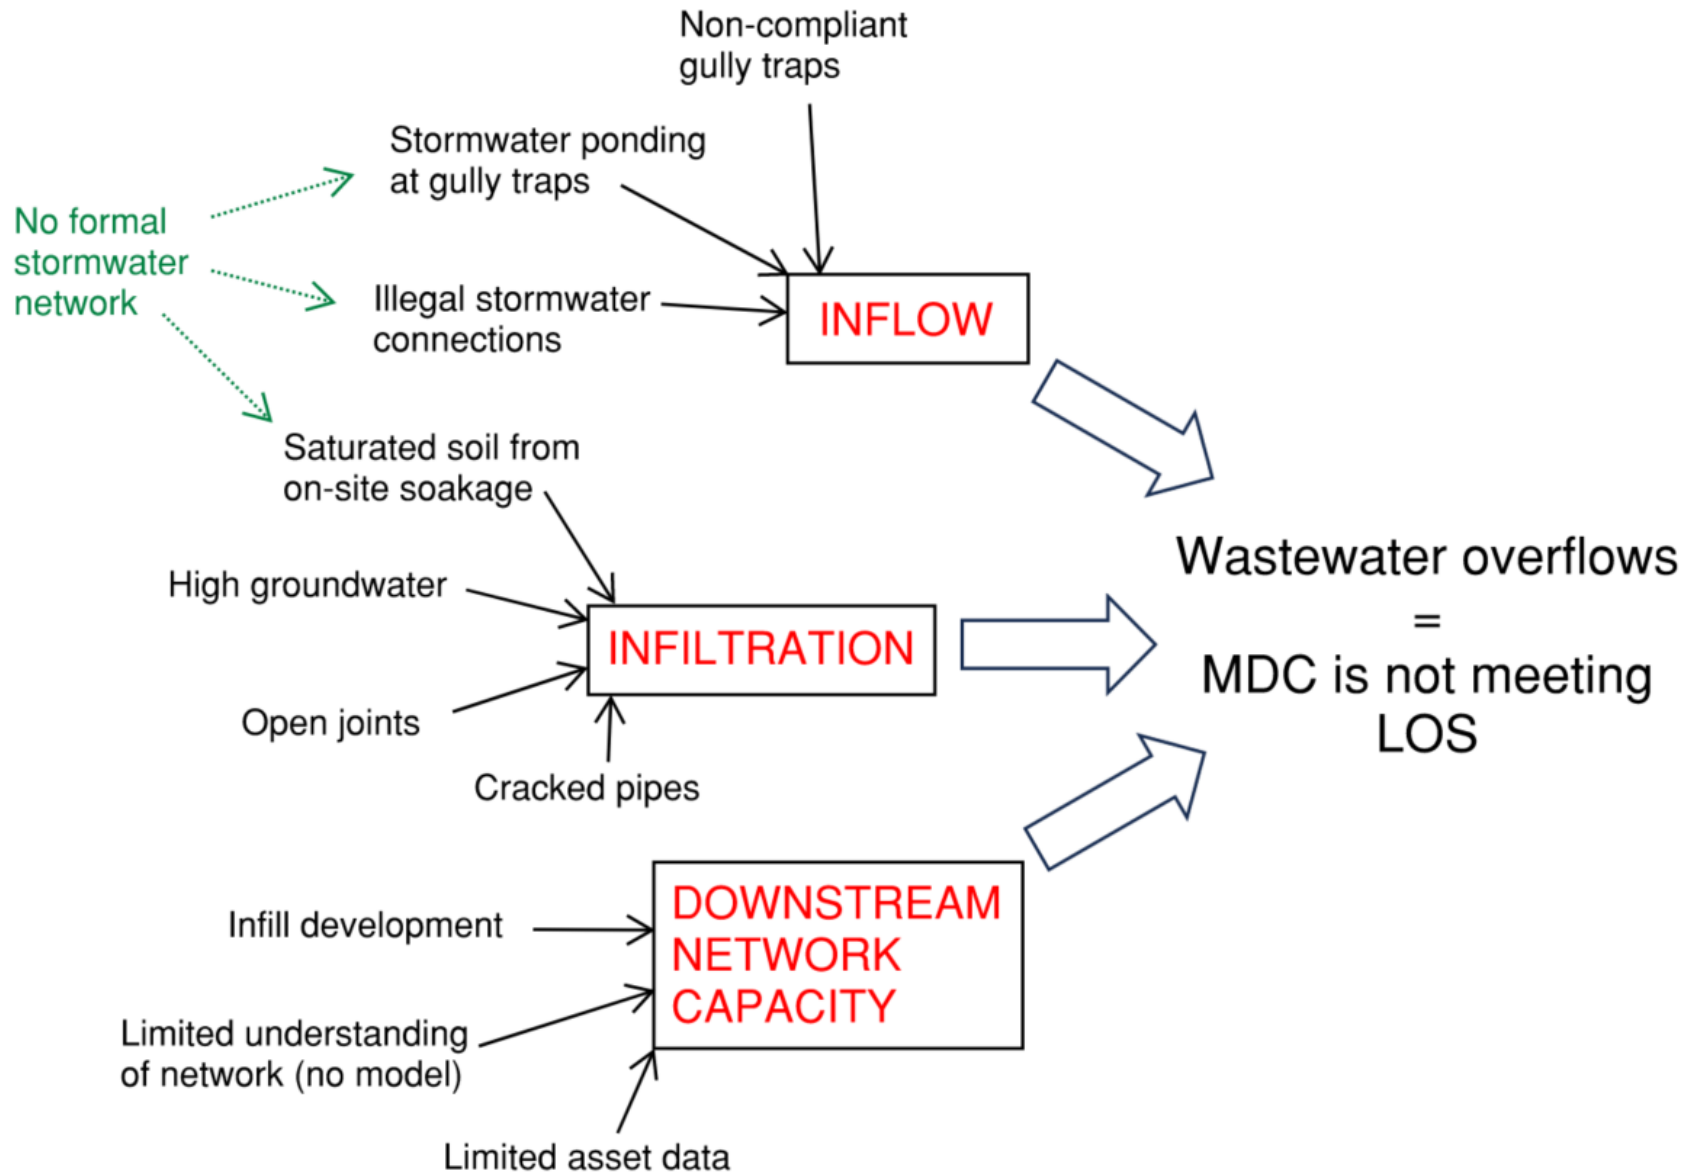 Non-compliant
gully traps
Stormwater ponding
at gully traps
No formal
stormwater
network
Illegal stormwater
connections
INFLOW
Saturated soil from
on-site soakage
High groundwater
INFILTRATION
Open joints
Cracked pipes
Wastewater overflows
=
MDC is not meeting
LOS
Infill development
DOWNSTREAM
NETWORK
CAPACITY
Limited understanding
of network (no model)
Limited asset data